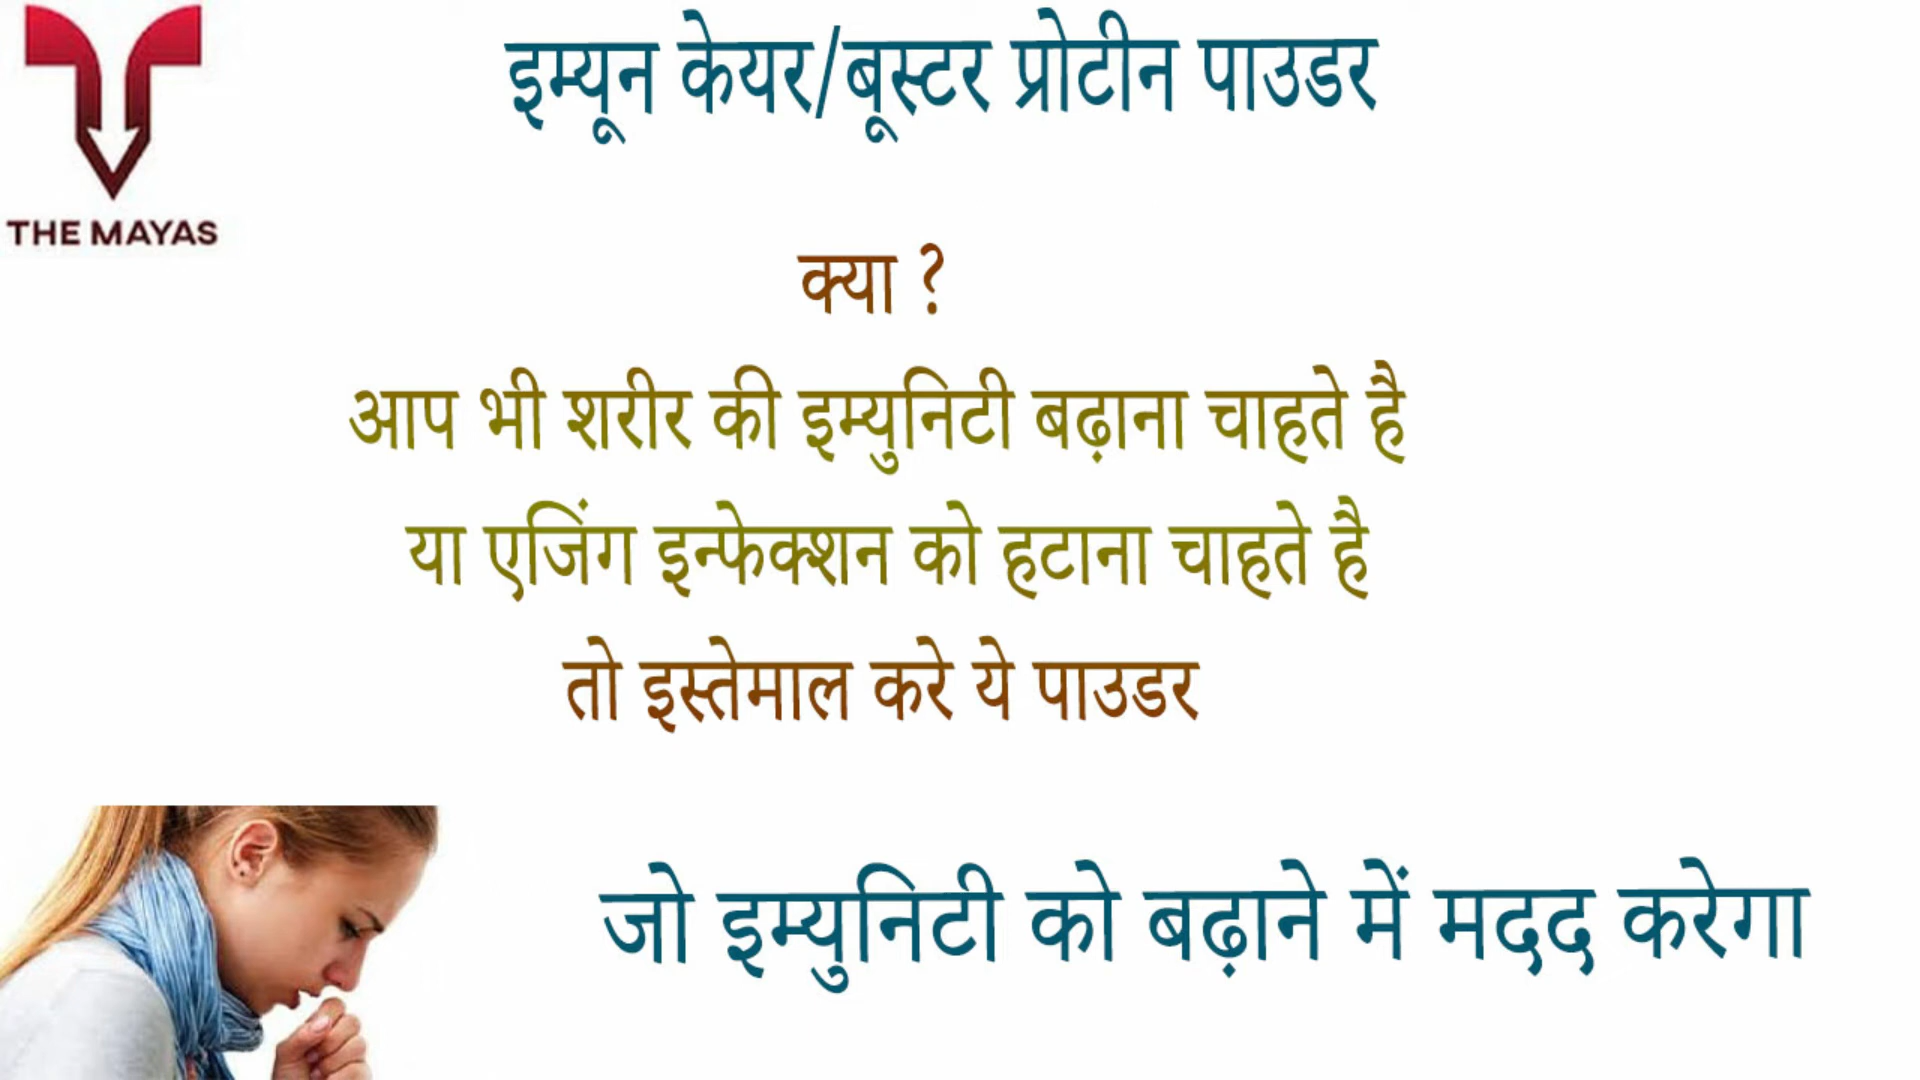 इम्यून केयर/बूस्टर प्रोटीन पाउडर
THE MAYAS
क्या ?
आप भी शरीर की इम्युनिटी बढ़ाना चाहते है
या एजिंग इन्फेक्शन को हटाना चाहते है
तो इस्तेमाल करे ये पाउडर
जो इम्युनिटी को बढ़ाने में मदद करेगा